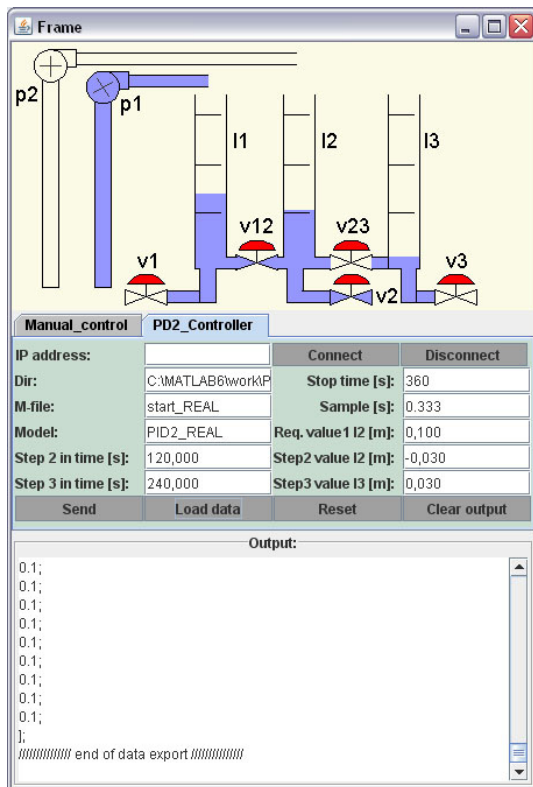 Frame
p2
p1
l1
l2
l3
v12
v23
v1
v2
v3
Manual_control PD2_Controller
IP address: Connect Disconnect
Dir: C:\MATLAB6\work\P Stop time [s]: 360
M-file: start_REAL Sample [s]: 0.333
Model: PID2_REAL Req. value1 l2 [m]: 0,100
Step 2 in time [s]: 120,000 Step2 value l2 [m]: -0,030
Step 3 in time [s]: 240,000 Step3 value l3 [m]: 0,030
Send Load data Reset Clear output
Output:
0.1;
0.1;
0.1;
0.1;
0.1;
0.1;
0.1;
0.1;
0.1;
];
/////////////// end of data export ///////////////